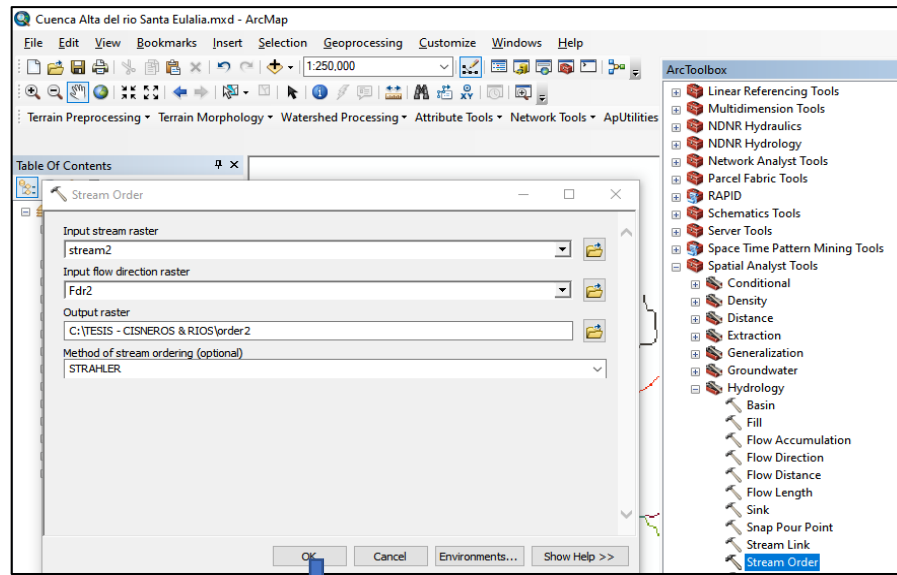 Cuenca Alta del rio Santa Eulalia.mxd - ArcMap
File Edit View Bookmarks Insert Selection Geoprocessing Customize Windows Help
1:250,000
Terrain Preprocessing Terrain Morphology Watershed Processing Attribute Tools Network Tools ApUtilities
Table Of Contents
Stream Order
Input stream raster
stream2
Input flow direction raster
Fdr2
Output raster
C:\TESIS - CISNEROS & RIOS\order2
Method of stream ordering (optional)
STRAHLER
OK Cancel Environments... Show Help >>
ArcToolbox
Linear Referencing Tools
Multidimension Tools
NDNR Hydraulics
NDNR Hydrology
Network Analyst Tools
Parcel Fabric Tools
RAPID
Schematics Tools
Server Tools
Space Time Pattern Mining Tools
Spatial Analyst Tools
Conditional
Density
Distance
Extraction
Generalization
Groundwater
Hydrology
Basin
Fill
Flow Accumulation
Flow Direction
Flow Distance
Flow Length
Sink
Snap Pour Point
Stream Link
Stream Order